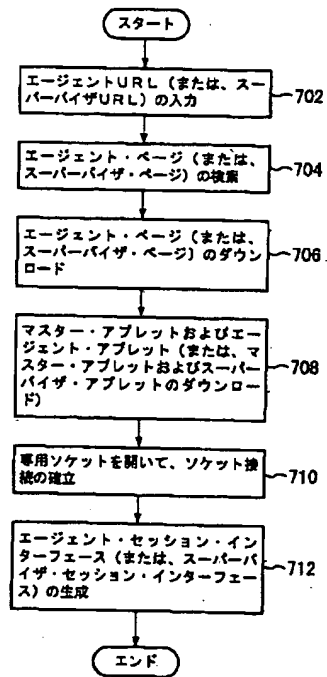 スタート
エージェントURL(または、スー
パーバイザURL)の入力
702
エージェント・ページ(または、
スーパーバイザ・ページ)の検索
704
エージェント・ページ(または、
スーパーバイザ・ページ)のダウン
ロード
706
マスター・アプレットおよびエー
ジェント・アプレット(または、マ
スター・アプレットおよびスーパー
バイザ・アプレットのダウンロー
ド)
708
専用ソケットを開いて、ソケット接
続の確立
710
エージェント・セッション・イン
ターフェース(または、スーパーバ
イザ・セッション・インターフェー
ス)の生成
712
エンド